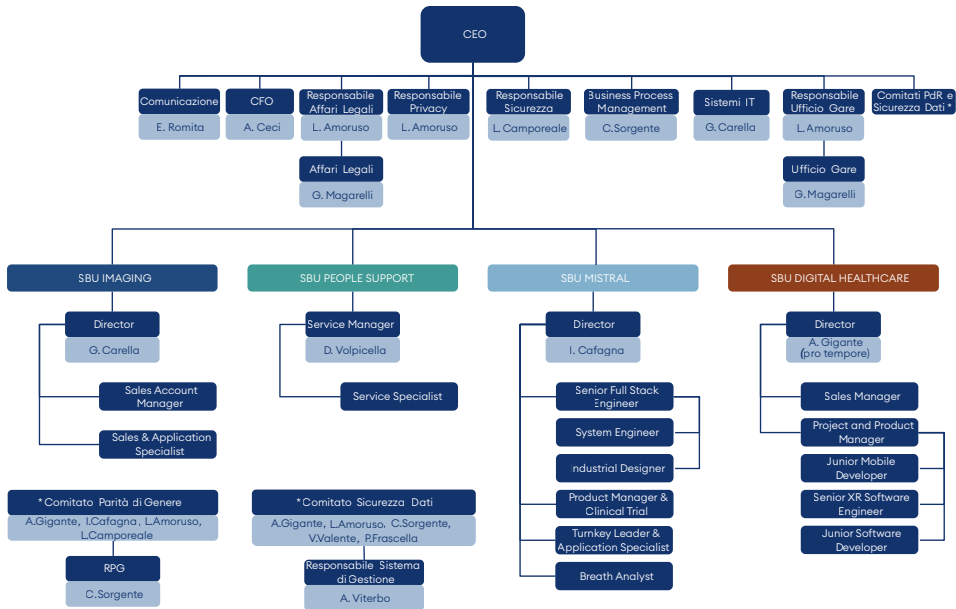 CEO
Comunicazione
E. Romita
CFO
A. Ceci
Responsabile
Affari Legali
L. Amoruso
Responsabile
Privacy
L. Amoruso
Responsabile
Sicurezza
L. Camporeale
Business Process
Management
C.Sorgente
Sistemi IT
G. Carella
Responsabile
Ufficio Gare
L. Amoruso
Comitati PdR e
Sicurezza Dati *
Affari Legali
G. Magarelli
Ufficio Gare
G. Magarelli
SBU IMAGING
Director
G. Carella
Sales Account
Manager
Sales & Application
Specialist
SBU PEOPLE SUPPORT
Service Manager
D. Volpicella
Service Specialist
SBU MISTRAL
Director
I. Cafagna
Senior Full Stack
Engineer
System Engineer
Industrial Designer
Product Manager &
Clinical Trial
Turnkey Leader &
Application Specialist
Breath Analyst
SBU DIGITAL HEALTHCARE
Director
A. Gigante
(pro tempore)
Sales Manager
Project and Product
Manager
Junior Mobile
Developer
Senior XR Software
Engineer
Junior Software
Developer
*Comitato Parità di Genere
A.Gigante, I.Cafagna, L.Amoruso,
L.Camporeale
RPG
C.Sorgente
*Comitato Sicurezza Dati
A.Gigante, L.Amoruso. C.Sorgente,
V.Valente, P.Frascella
Responsabile Sistema
di Gestione
A. Viterbo